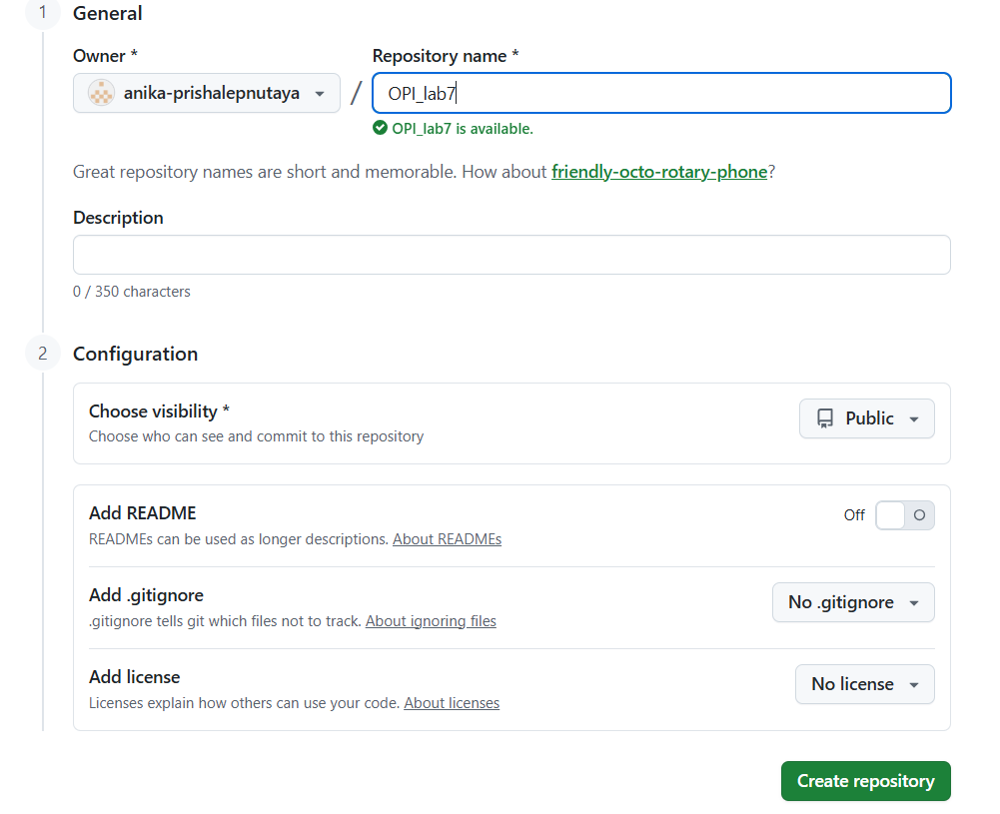 1 General
Owner * Repository name *
anika-prishalepnutaya / OPI_lab7
OPI_lab7 is available.
Great repository names are short and memorable. How about friendly-octo-rotary-phone?
Description
0 / 350 characters
2 Configuration
Choose visibility *
Choose who can see and commit to this repository
Public
Add README
READMEs can be used as longer descriptions. About READMEs
Off
Add .gitignore
.gitignore tells git which files not to track. About ignoring files
No .gitignore
Add license
Licenses explain how others can use your code. About licenses
No license
Create repository